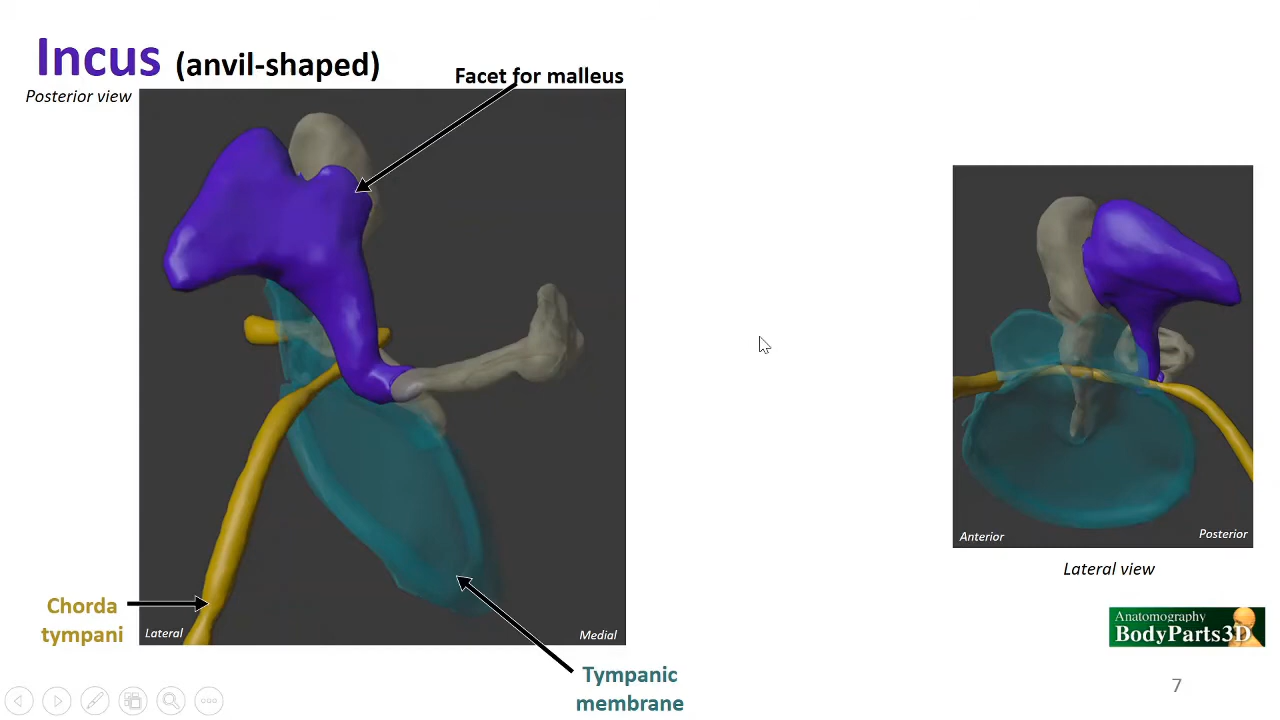 Incus (anvil-shaped)
Posterior view
Facet for malleus
Chorda
tympani
Lateral
Medial
Tympanic
membrane
Anterior
Posterior
Lateral view
Anatomography
BodyParts3D
7